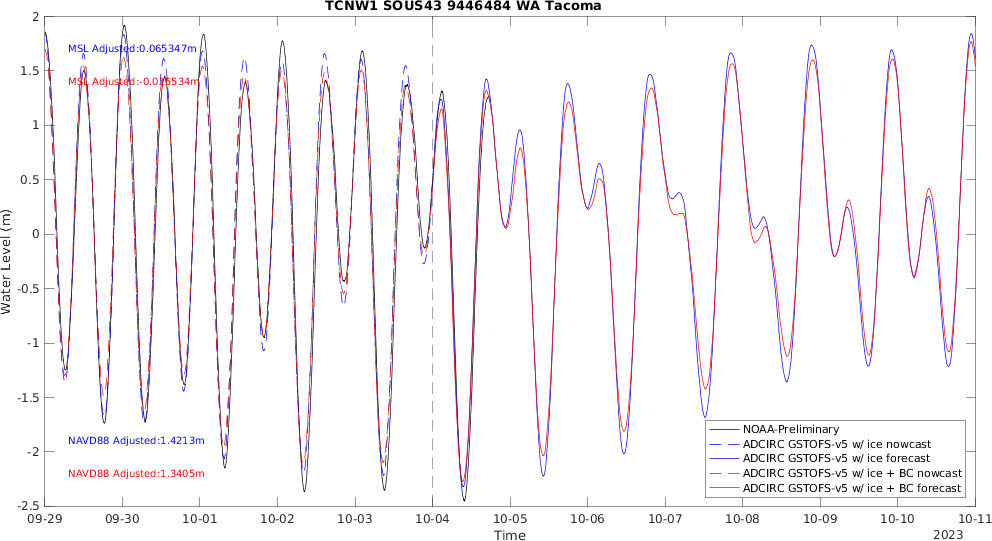 TCNW1 SOUS43 9446484 WA Tacoma
2
1.5
1
0.5
0
-0.5
-1
-1.5
-2
-2.5
Water Level (m)
MSL Adjusted:0.065347m
NAVD88 Adjusted:1.4213m
NAVD88 Adjusted:1.3405m
NOAA-Preliminary
ADCIRC GSTOFS-v5 w/ ice nowcast
ADCIRC GSTOFS-v5 w/ ice forecast
ADCIRC GSTOFS-v5 w/ ice + BC nowcast
ADCIRC GSTOFS-v5 w/ ice + BC forecast
09-29 09-30 10-01 10-02 10-03 10-04 10-05 10-06 10-07 10-08 10-09 10-10 10-11
Time
2023